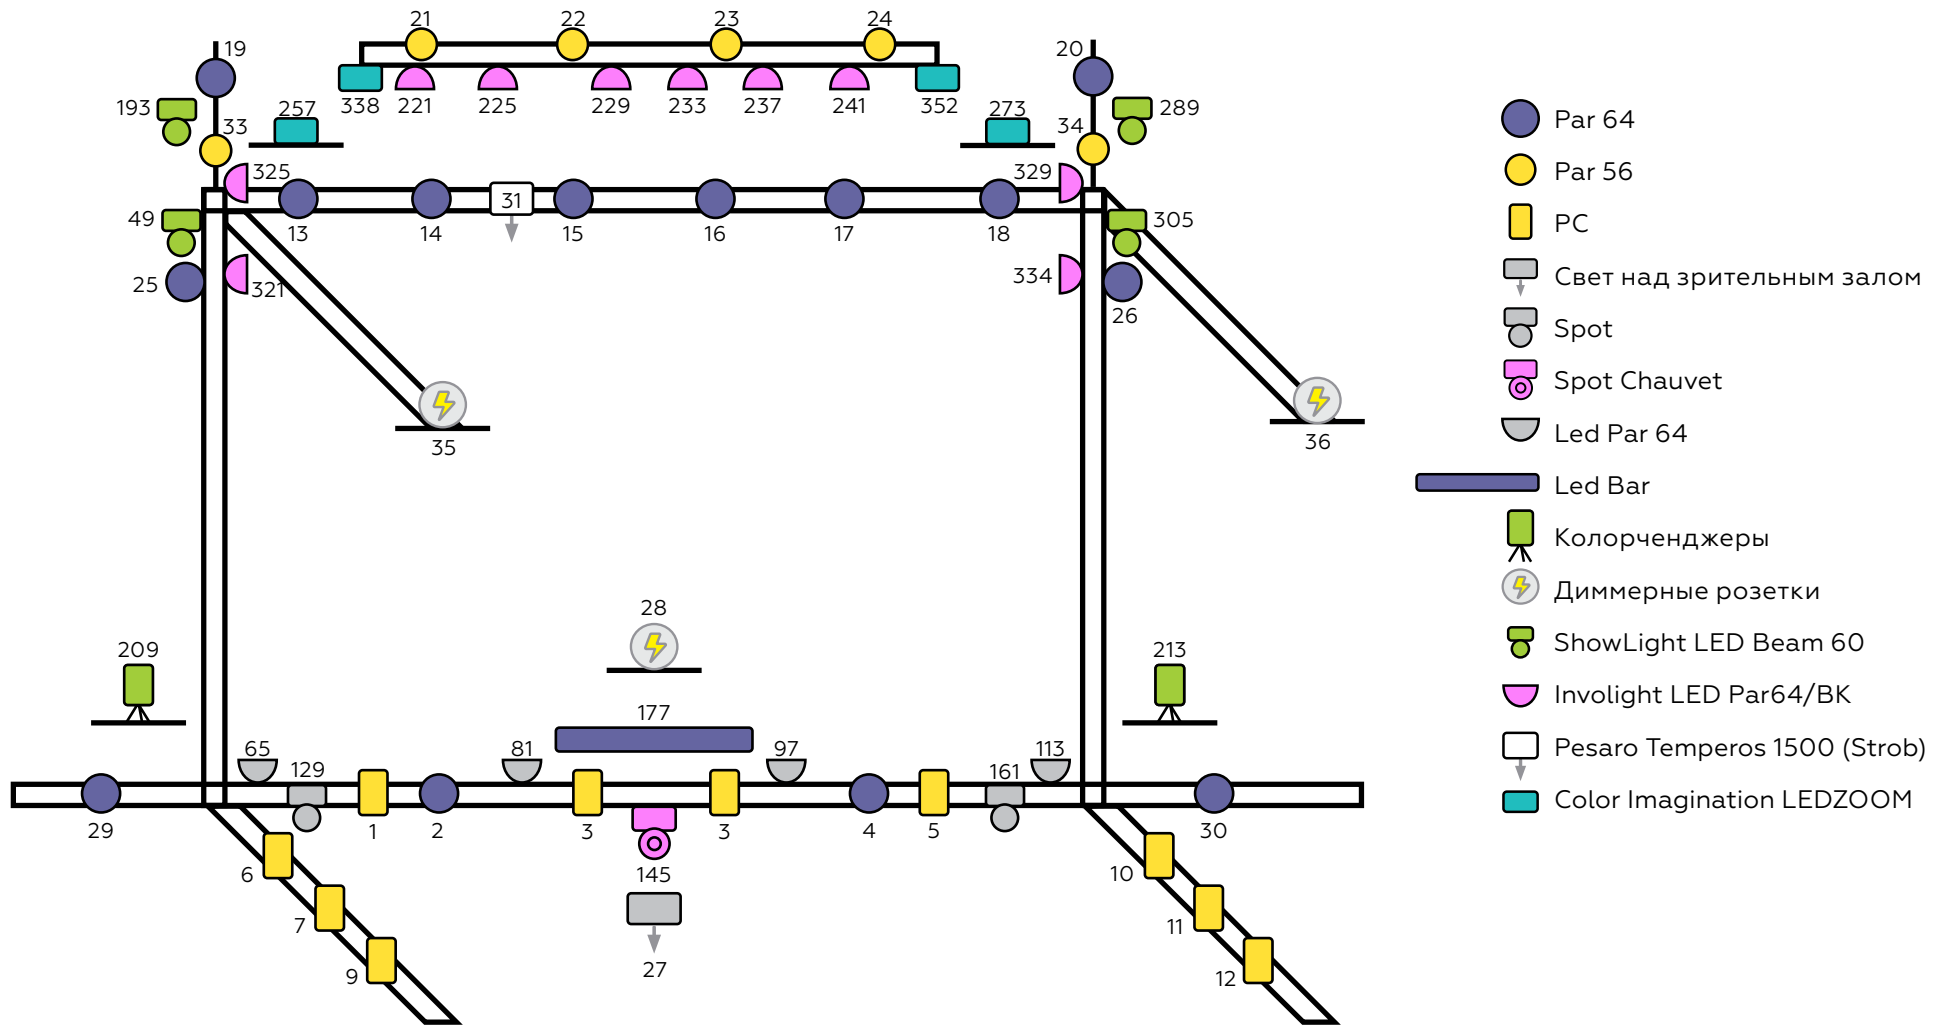 21 22 23 24
19 20
338 221 225 229 233 237 241 352
193 257 273 289
33 34
325 329
31
49 305
13 14 15 16 17 18
25 321 334
26
35 36
28
209 213
177
65 81 97 113
129 161
29 1 2 3 3 4 5 30
6 145 10
7 11
27
9 12
Par 64
Par 56
PC
Свет над зрительным залом
Spot
Spot Chauvet
Led Par 64
Led Bar
Колорченджеры
Диммерные розетки
ShowLight LED Beam 60
Involight LED Par64/BK
Pesaro Temperos 1500 (Strob)
Color Imagination LEDZOOM